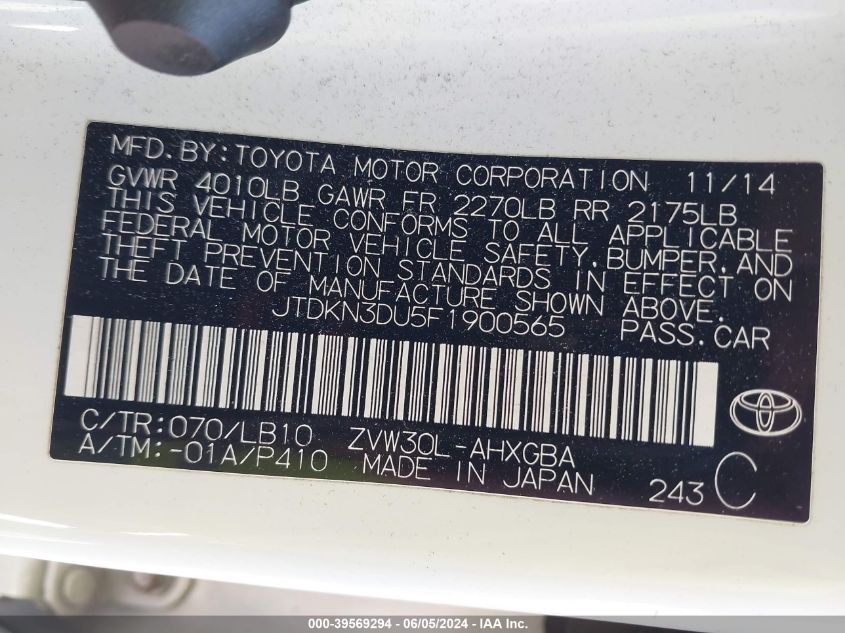 MFD. BY: TOYOTA MOTOR CORPORATION 11/14
GVWR 4010LB GAWR FR 2270LB RR 2175LB
THIS VEHICLE CONFORMS TO ALL APPLICABLE
FEDERAL MOTOR VEHICLE SAFETY, BUMPER, AND
THEFT PREVENTION STANDARDS IN EFFECT ON
THE DATE OF MANUFACTURE SHOWN ABOVE.
JTDKN3DU5F1900565 PASS. CAR
C/TR: 070/LB10 ZVW30L-AHXGBA
A/TM: -01A/P410 MADE IN JAPAN 243 C
000-39569294 - 06/05/2024 - IAA Inc.